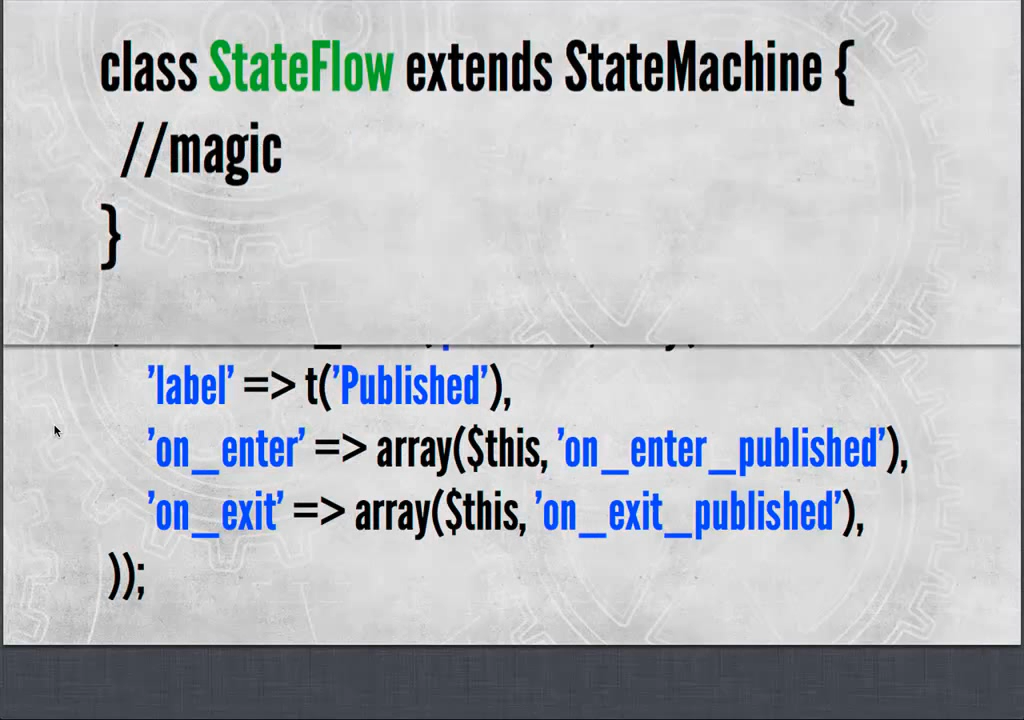 class StateFlow extends StateMachine {
//magic
}
'label' => t('Published'),
'on_enter' => array($this, 'on_enter_published'),
'on_exit' => array($this, 'on_exit_published'),
));